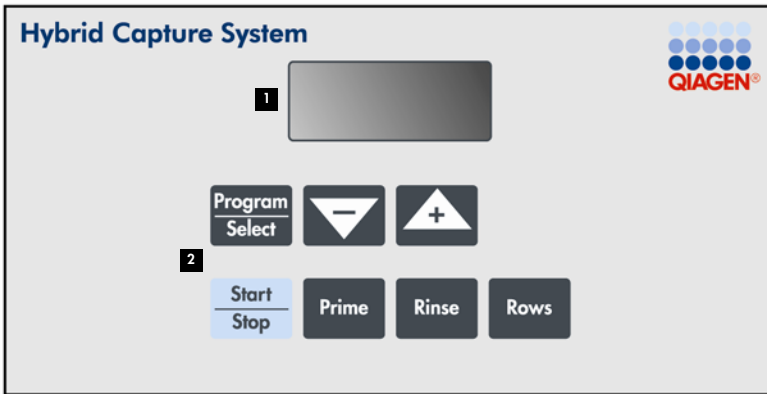 Hybrid Capture System
QIAGEN®
1
Program
Select
−
+
2
Start
Stop
Prime
Rinse
Rows